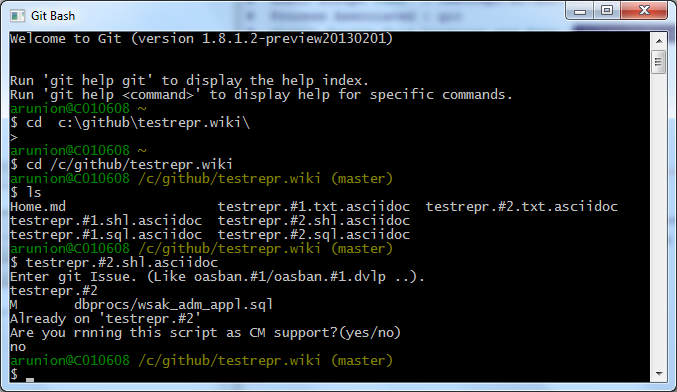 Git Bash
Welcome to Git (version 1.8.1.2-preview20130201)
Run 'git help git' to display the help index.
Run 'git help <command>' to display help for specific commands.
arunion@C010608 ~
$ cd  c:\github\testrepr.wiki\
>
arunion@C010608 ~
$ cd /c/github/testrepr.wiki
arunion@C010608 /c/github/testrepr.wiki (master)
$ ls
Home.md                   testrepr.#1.txt.asciidoc  testrepr.#2.txt.asciidoc
testrepr.#1.shl.asciidoc  testrepr.#2.shl.asciidoc
testrepr.#1.sql.asciidoc  testrepr.#2.sql.asciidoc
arunion@C010608 /c/github/testrepr.wiki (master)
$ testrepr.#2.shl.asciidoc
Enter git Issue. (Like oasban.#1/oasban.#1.dvlp ..).
testrepr.#2
M       dbprocs/wsak_adm_appl.sql
Already on 'testrepr.#2'
Are you rnning this script as CM support?(yes/no)
no
arunion@C010608 /c/github/testrepr.wiki (master)
$